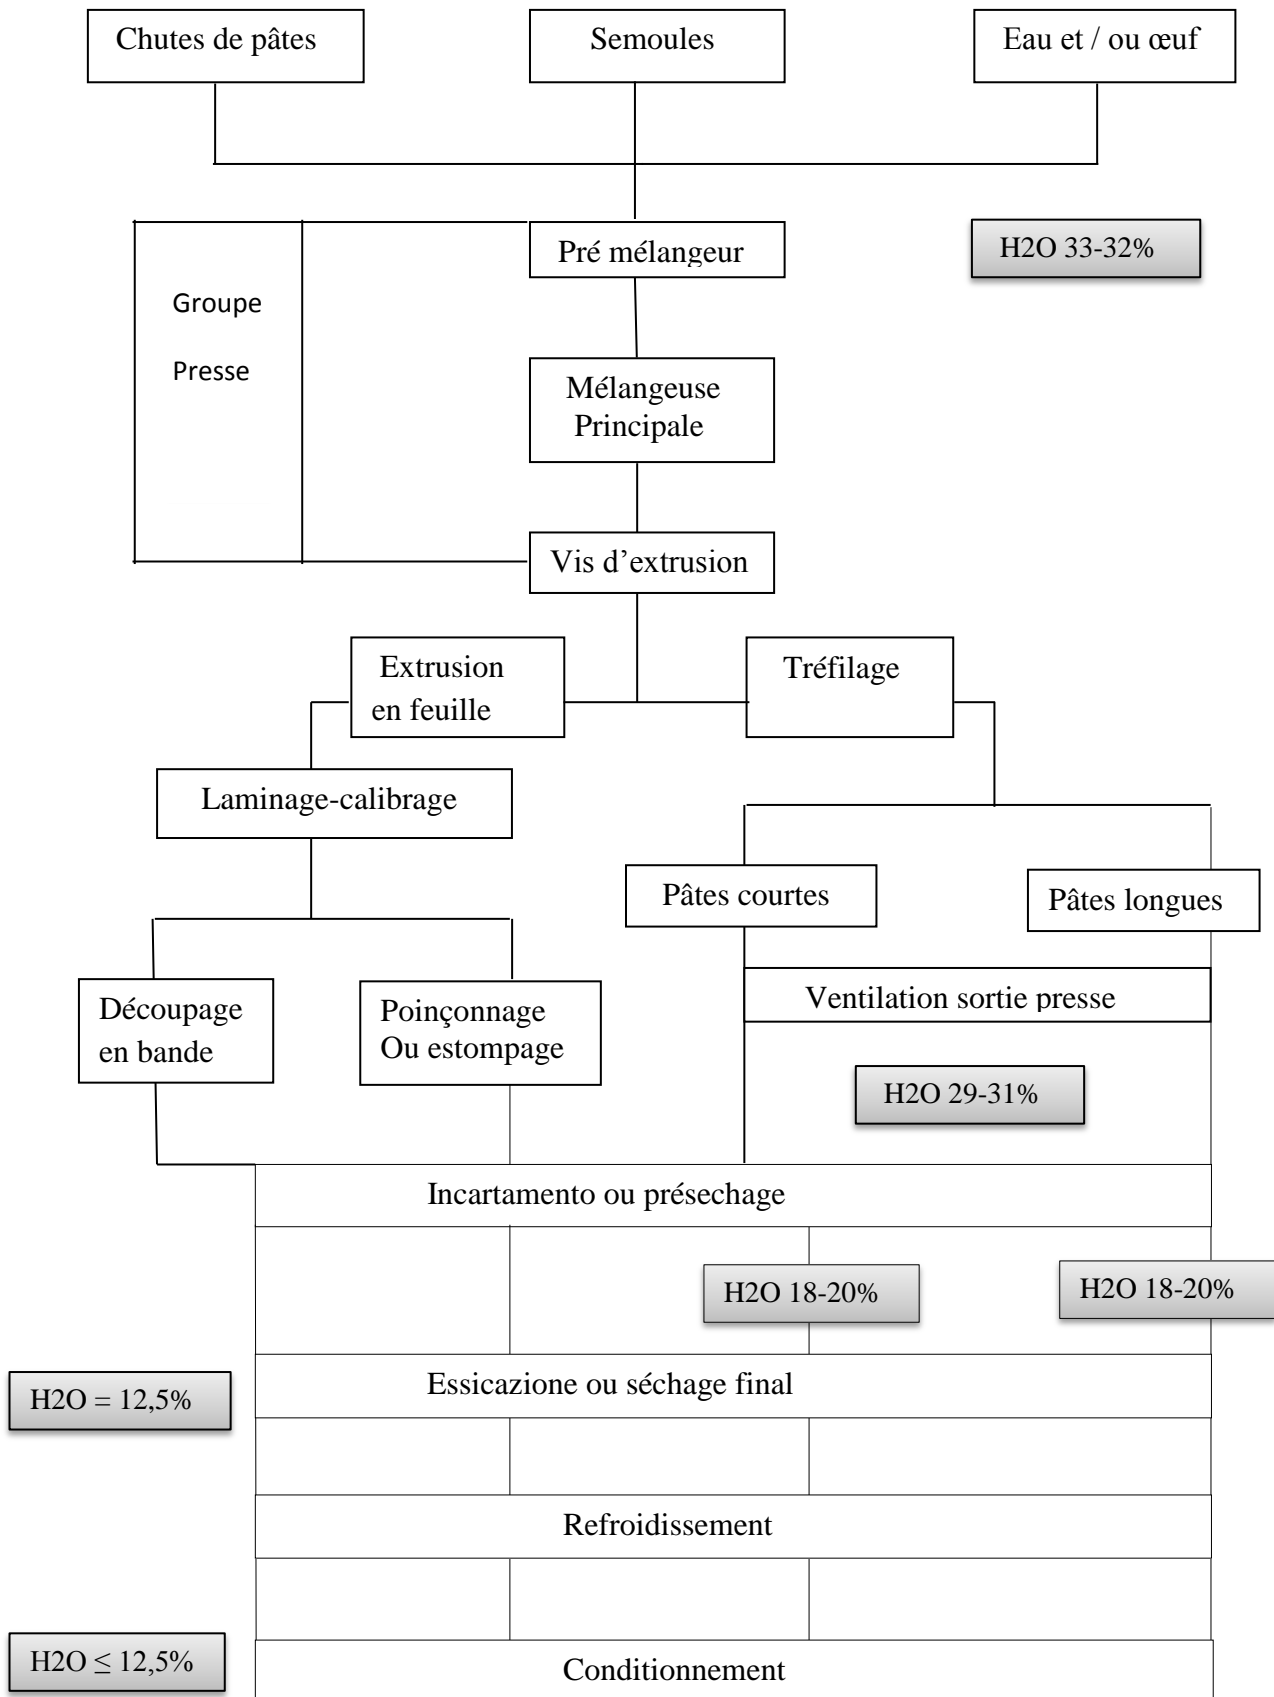 Chutes de pâtes
Semoules
Eau et / ou œuf
Pré mélangeur
H2O 33-32%
Groupe
Presse
Mélangeuse
Principale
Vis d’extrusion
Extrusion
en feuille
Tréfilage
Laminage-calibrage
Pâtes courtes
Pâtes longues
Découpage
en bande
Poinçonnage
Ou estompage
Ventilation sortie presse
H2O 29-31%
Incartamento ou présechage
H2O 18-20%
H2O 18-20%
H2O = 12,5%
Essicazione ou séchage final
Refroidissement
H2O ≤ 12,5%
Conditionnement